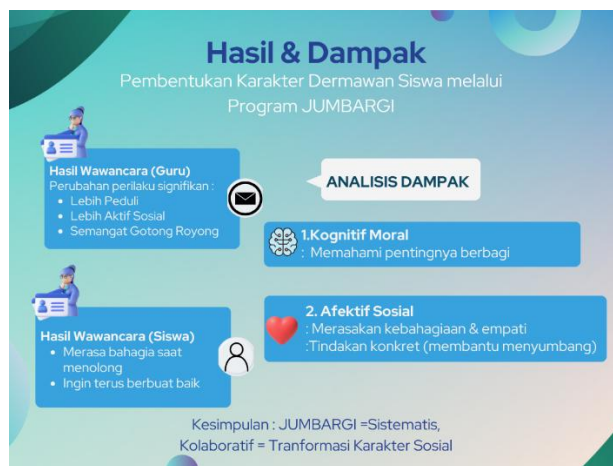 Hasil & Dampak
Pembentukan Karakter Dermawan Siswa melalui
Program JUMBARGI
Hasil Wawancara (Guru)
Perubahan perilaku signifikan :
• Lebih Peduli
• Lebih Aktif Sosial
• Semangat Gotong Royong
Hasil Wawancara (Siswa)
• Merasa bahagia saat
menolong
• Ingin terus berbuat baik
ANALISIS DAMPAK
1.Kognitif Moral
: Memahami pentingnya berbagi
2. Afektif Sosial
: Merasakan kebahagiaan & empati
:Tindakan konkret (membantu menyumbang)
Kesimpulan : JUMBARGI =Sistematis,
Kolaboratif = Tranformasi Karakter Sosial